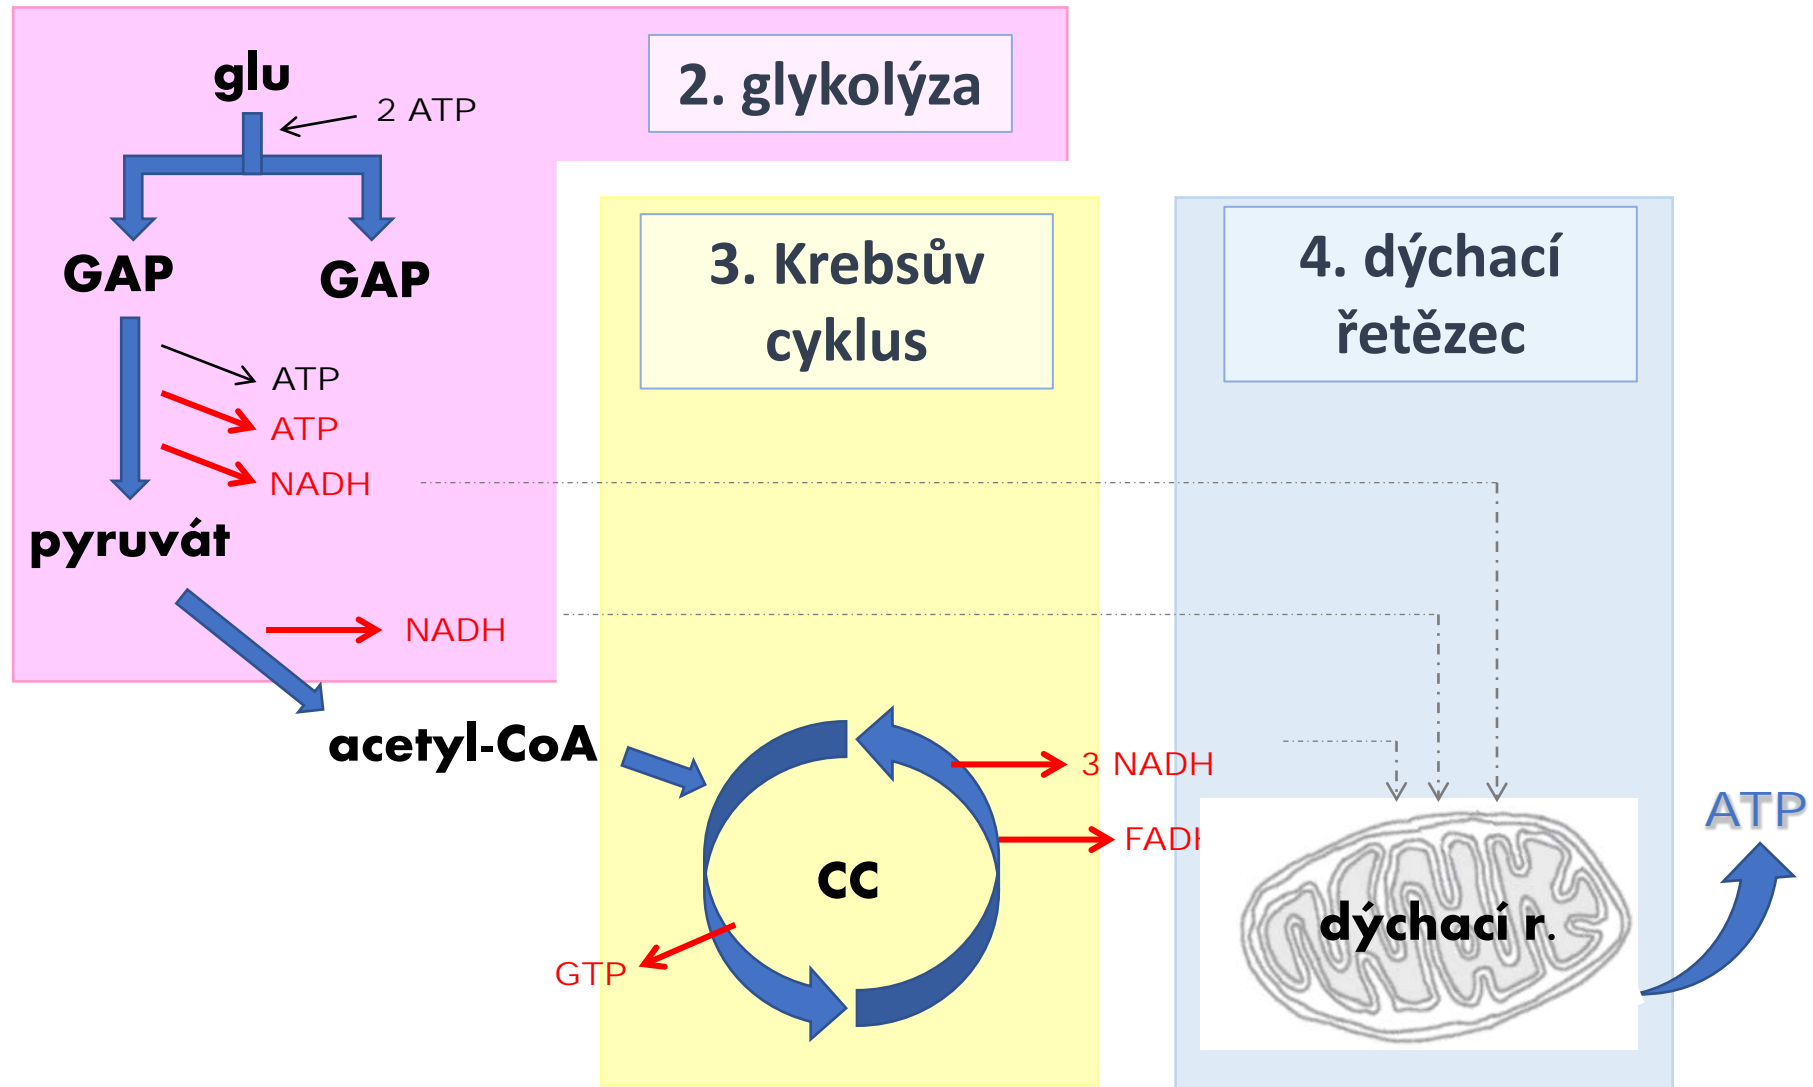 2. glykolýza
glu
2 ATP
GAP
GAP
ATP
ATP
NADH
pyruvát
NADH
acetyl-CoA
3. Krebsův
cyklus
3 NADH
CC
GTP
4. dýchací
řetězec
dýchací r.
ATP